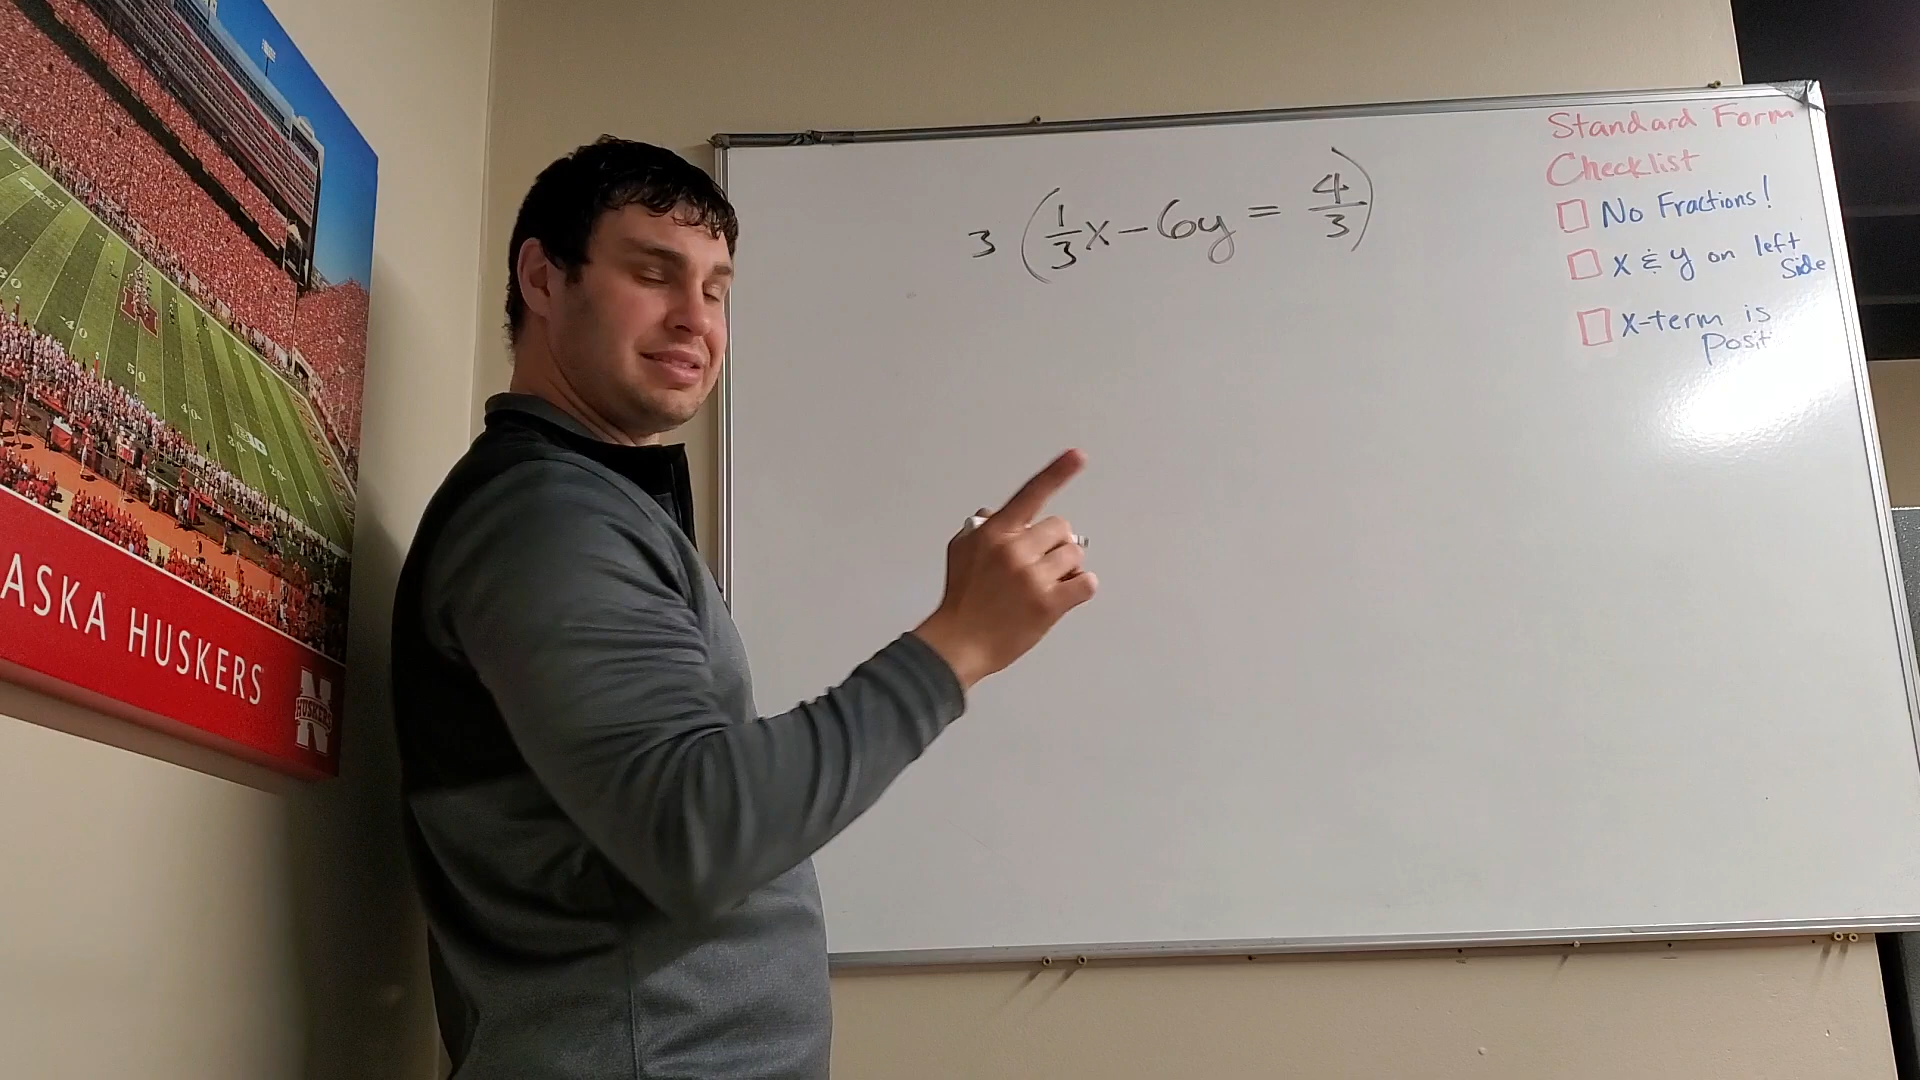 3 (1/3 x - 6y = 4/3)
Standard Form
Checklist
No Fractions!
X & y on left
Side
X-term is
Posit
ASKA HUSKERS
N
HUSKERS